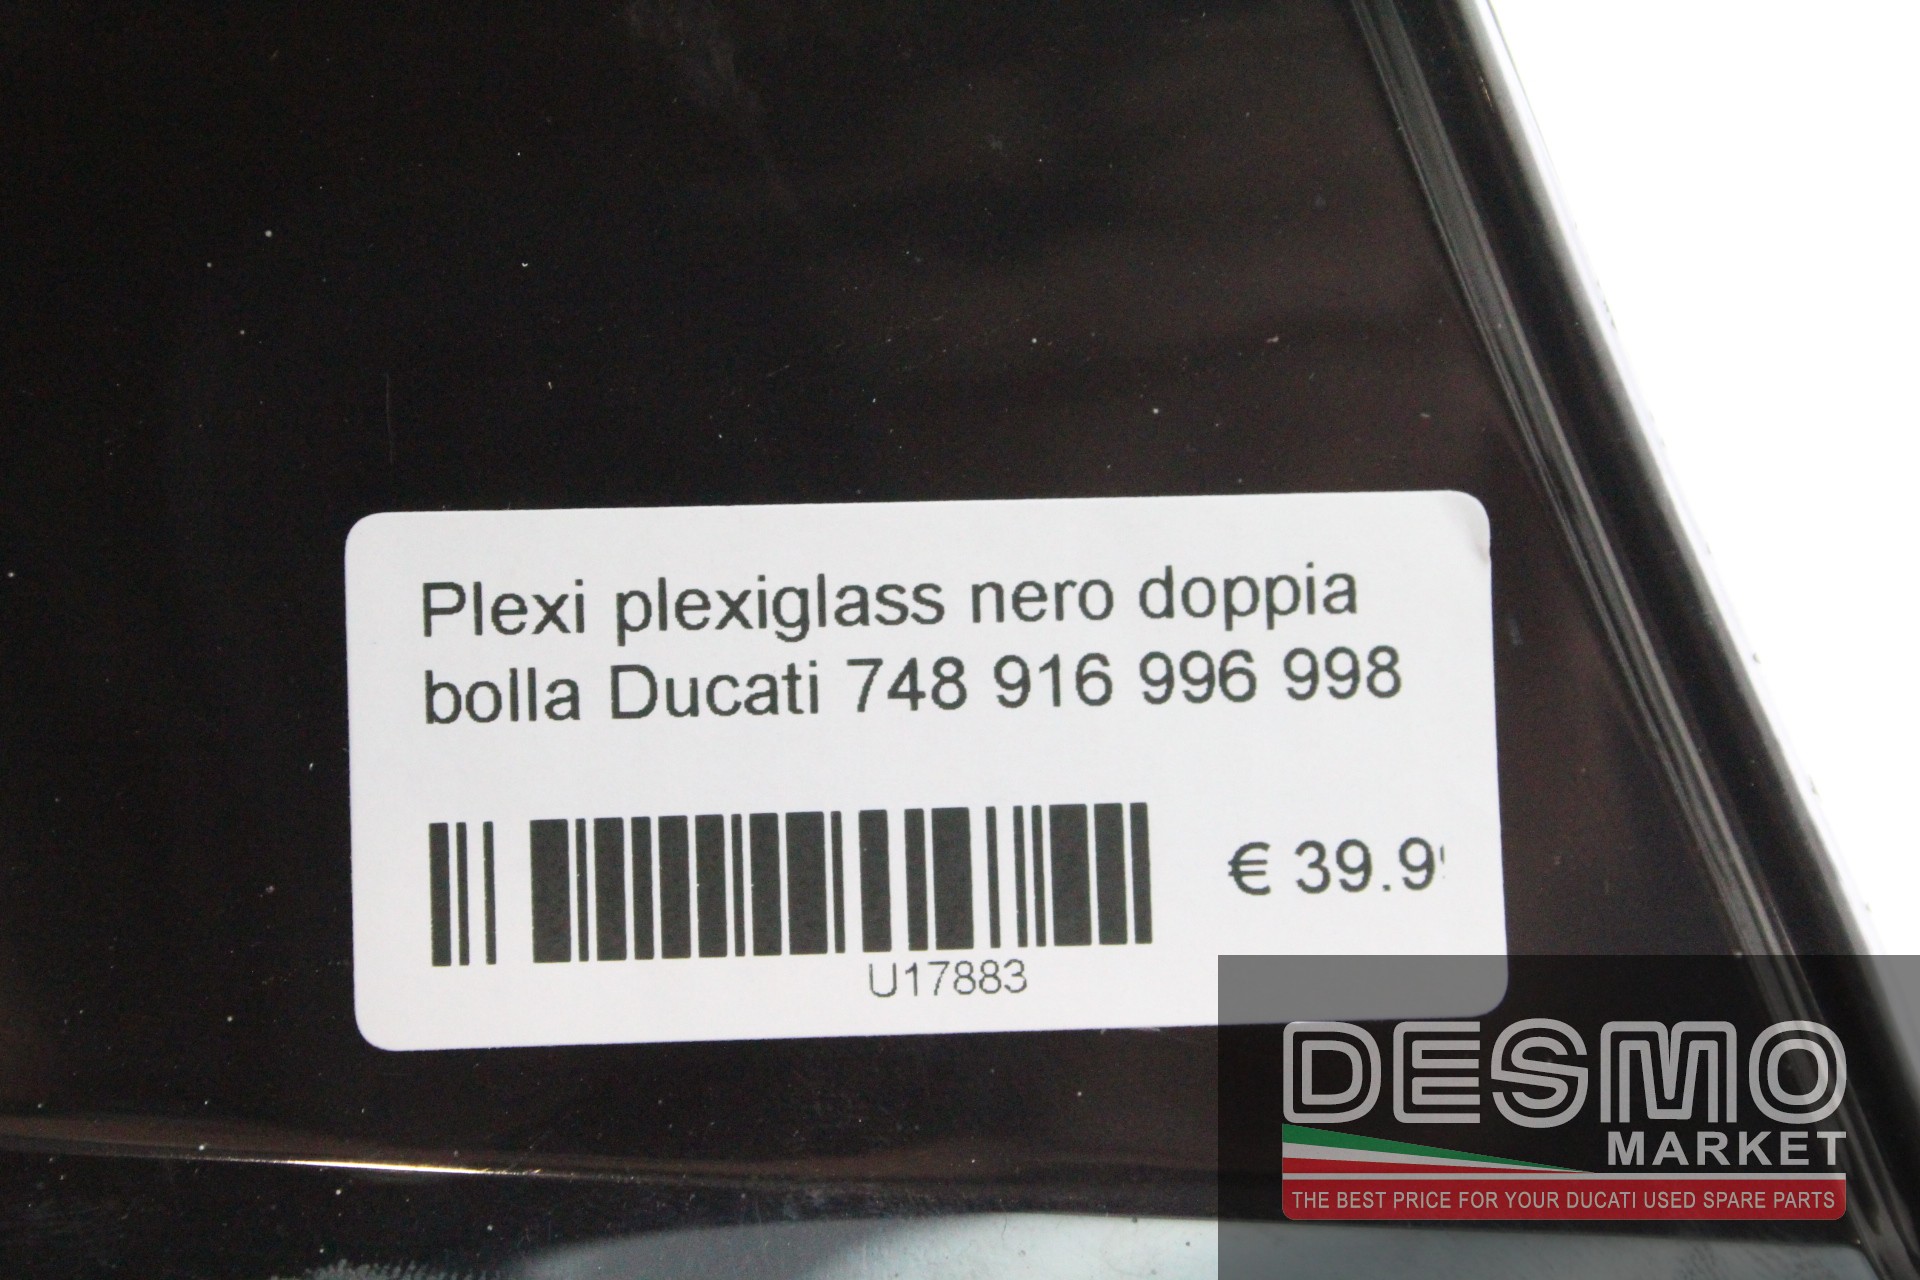 Plexi plexiglass nero doppia
bolla Ducati 748 916 996 998
€ 39.9
U17883
DESMO
MARKET
THE BEST PRICE FOR YOUR DUCATI USED SPARE PARTS